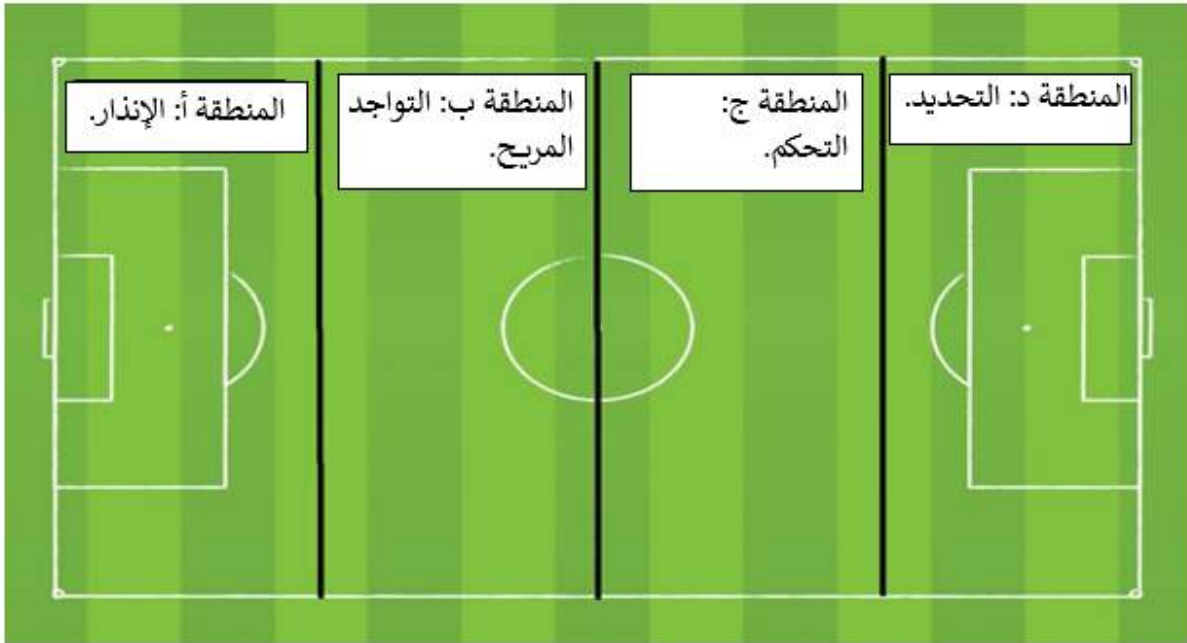 المنطقة د: التحديد.
المنطقة ج:
التحكم.
المنطقة ب: التواجد
المريح.
المنطقة أ: الإنذار.